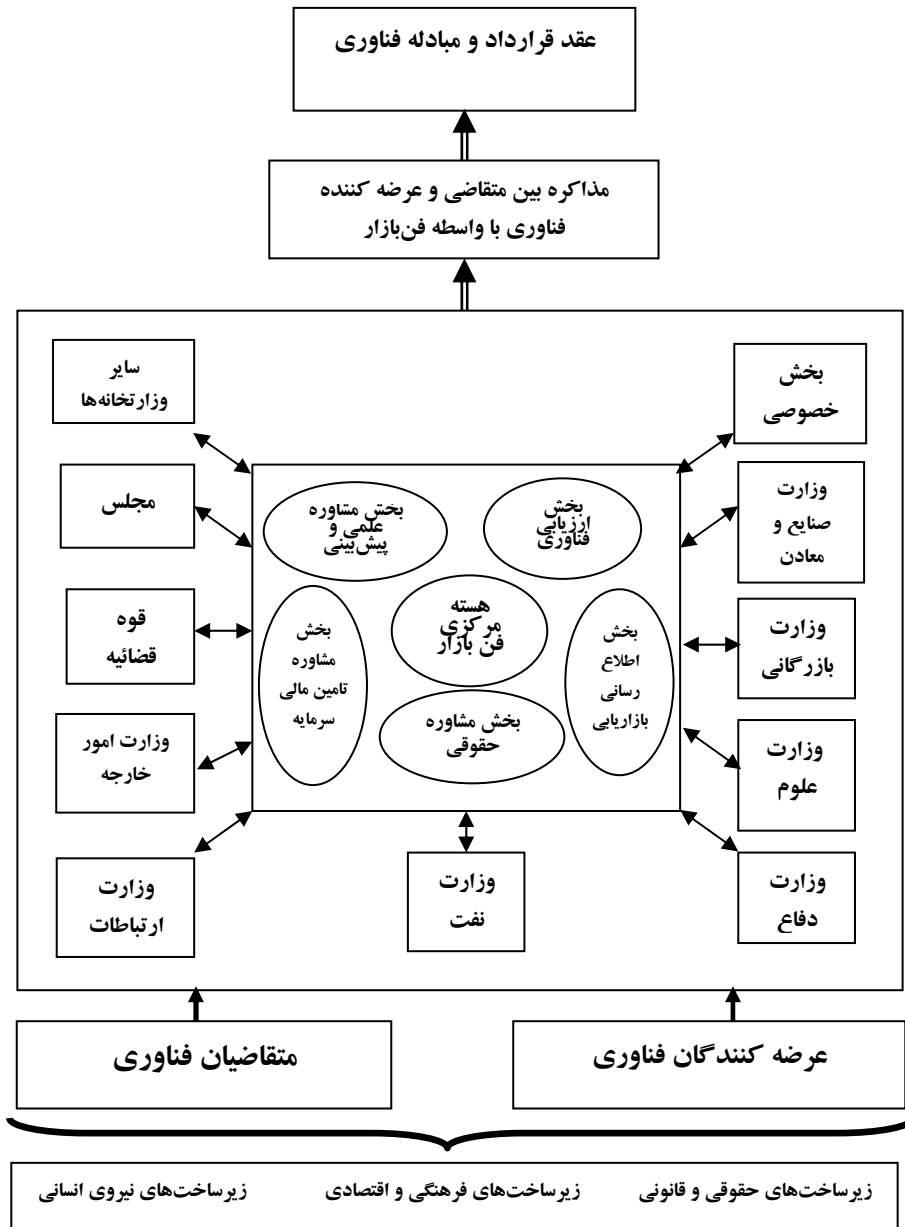 عقد قرارداد و مبادله فناوری
مذاکره بین متقاضی و عرضه کننده
فناوری با واسطه فن‌بازار
سایر
وزارتخانه‌ها
بخش
خصوصی
مجلس
وزارت
صنایع و
معادن
قوه
قضائیه
وزارت
بازرگانی
وزارت امور
خارجه
وزارت
علوم
وزارت
ارتباطات
وزارت
نفت
وزارت
دفاع
بخش مشاوره
علمی و
پیش‌بینی
بخش
ارزیابی
فناوری
هسته
مرکزی
فن بازار
بخش
مشاوره
تامین مالی
سرمایه
بخش
اطلاع
رسانی
بازاریابی
بخش مشاوره
حقوقی
عرضه کنندگان فناوری
متقاضیان فناوری
زیرساخت‌های حقوقی و قانونی
زیرساخت‌های فرهنگی و اقتصادی
زیرساخت‌های نیروی انسانی